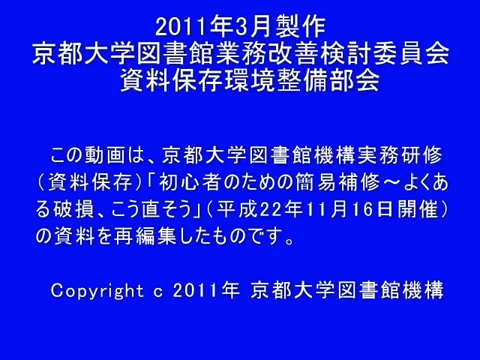 2011年3月製作
京都大学図書館業務改善検討委員会
資料保存環境整備部会
この動画は、京都大学図書館機構実務研修
（資料保存）「初心者のための簡易補修～よくあ
る破損、こう直そう」（平成22年11月16日開催）
の資料を再編集したものです。
Copyright c 2011年 京都大学図書館機構